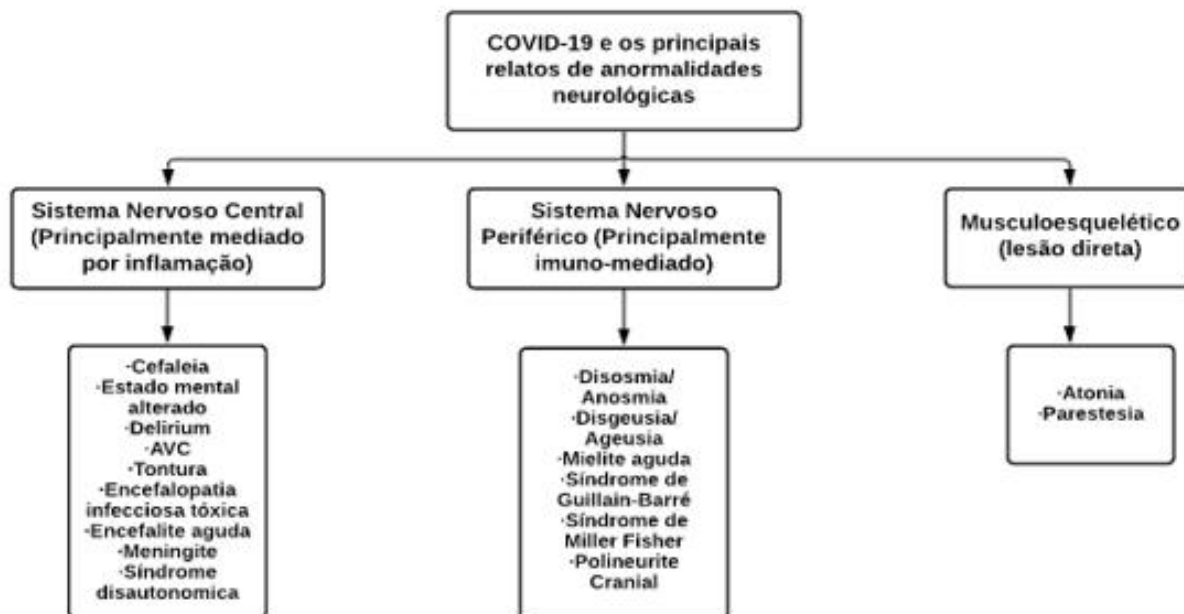 COVID-19 e os principais
relatos de anormalidades
neurológicas
Sistema Nervoso Central
(Principalmente mediado
por inflamação)
Sistema Nervoso
Periférico (Principalmente
imuno-mediado)
Musculoesquelético
(lesão direta)
·Cefaleia
·Estado mental
alterado
·Delirium
·AVC
·Tontura
·Encefalopatia
infecciosa tóxica
·Encefalite aguda
·Meningite
·Síndrome
disautonomica
·Disosmia/
Anosmia
·Disgeusia/
Ageusia
·Mielite aguda
·Síndrome de
Guillain-Barré
·Síndrome de
Miller Fisher
·Polineurite
Cranial
·Atonia
·Parestesia